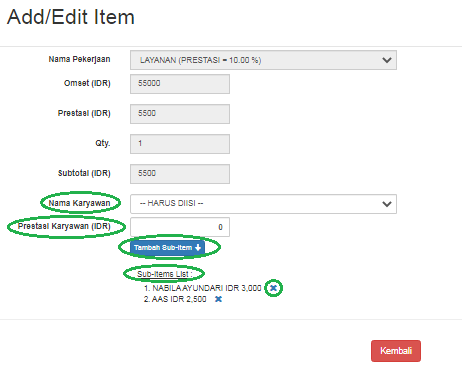 Add/Edit Item
Nama Pekerjaan LAYANAN (PRESTASI = 10.00 %)
Omset (IDR) 55000
Prestasi (IDR) 5500
Qty. 1
Subtotal (IDR) 5500
Nama Karyawan -- HARUS DIISI --
Prestasi Karyawan (IDR) 0
Tambah Sub-Item
Sub-Items List :
1. NABILA AYUNDARI IDR 3,000
2. AAS IDR 2,500
Kembali